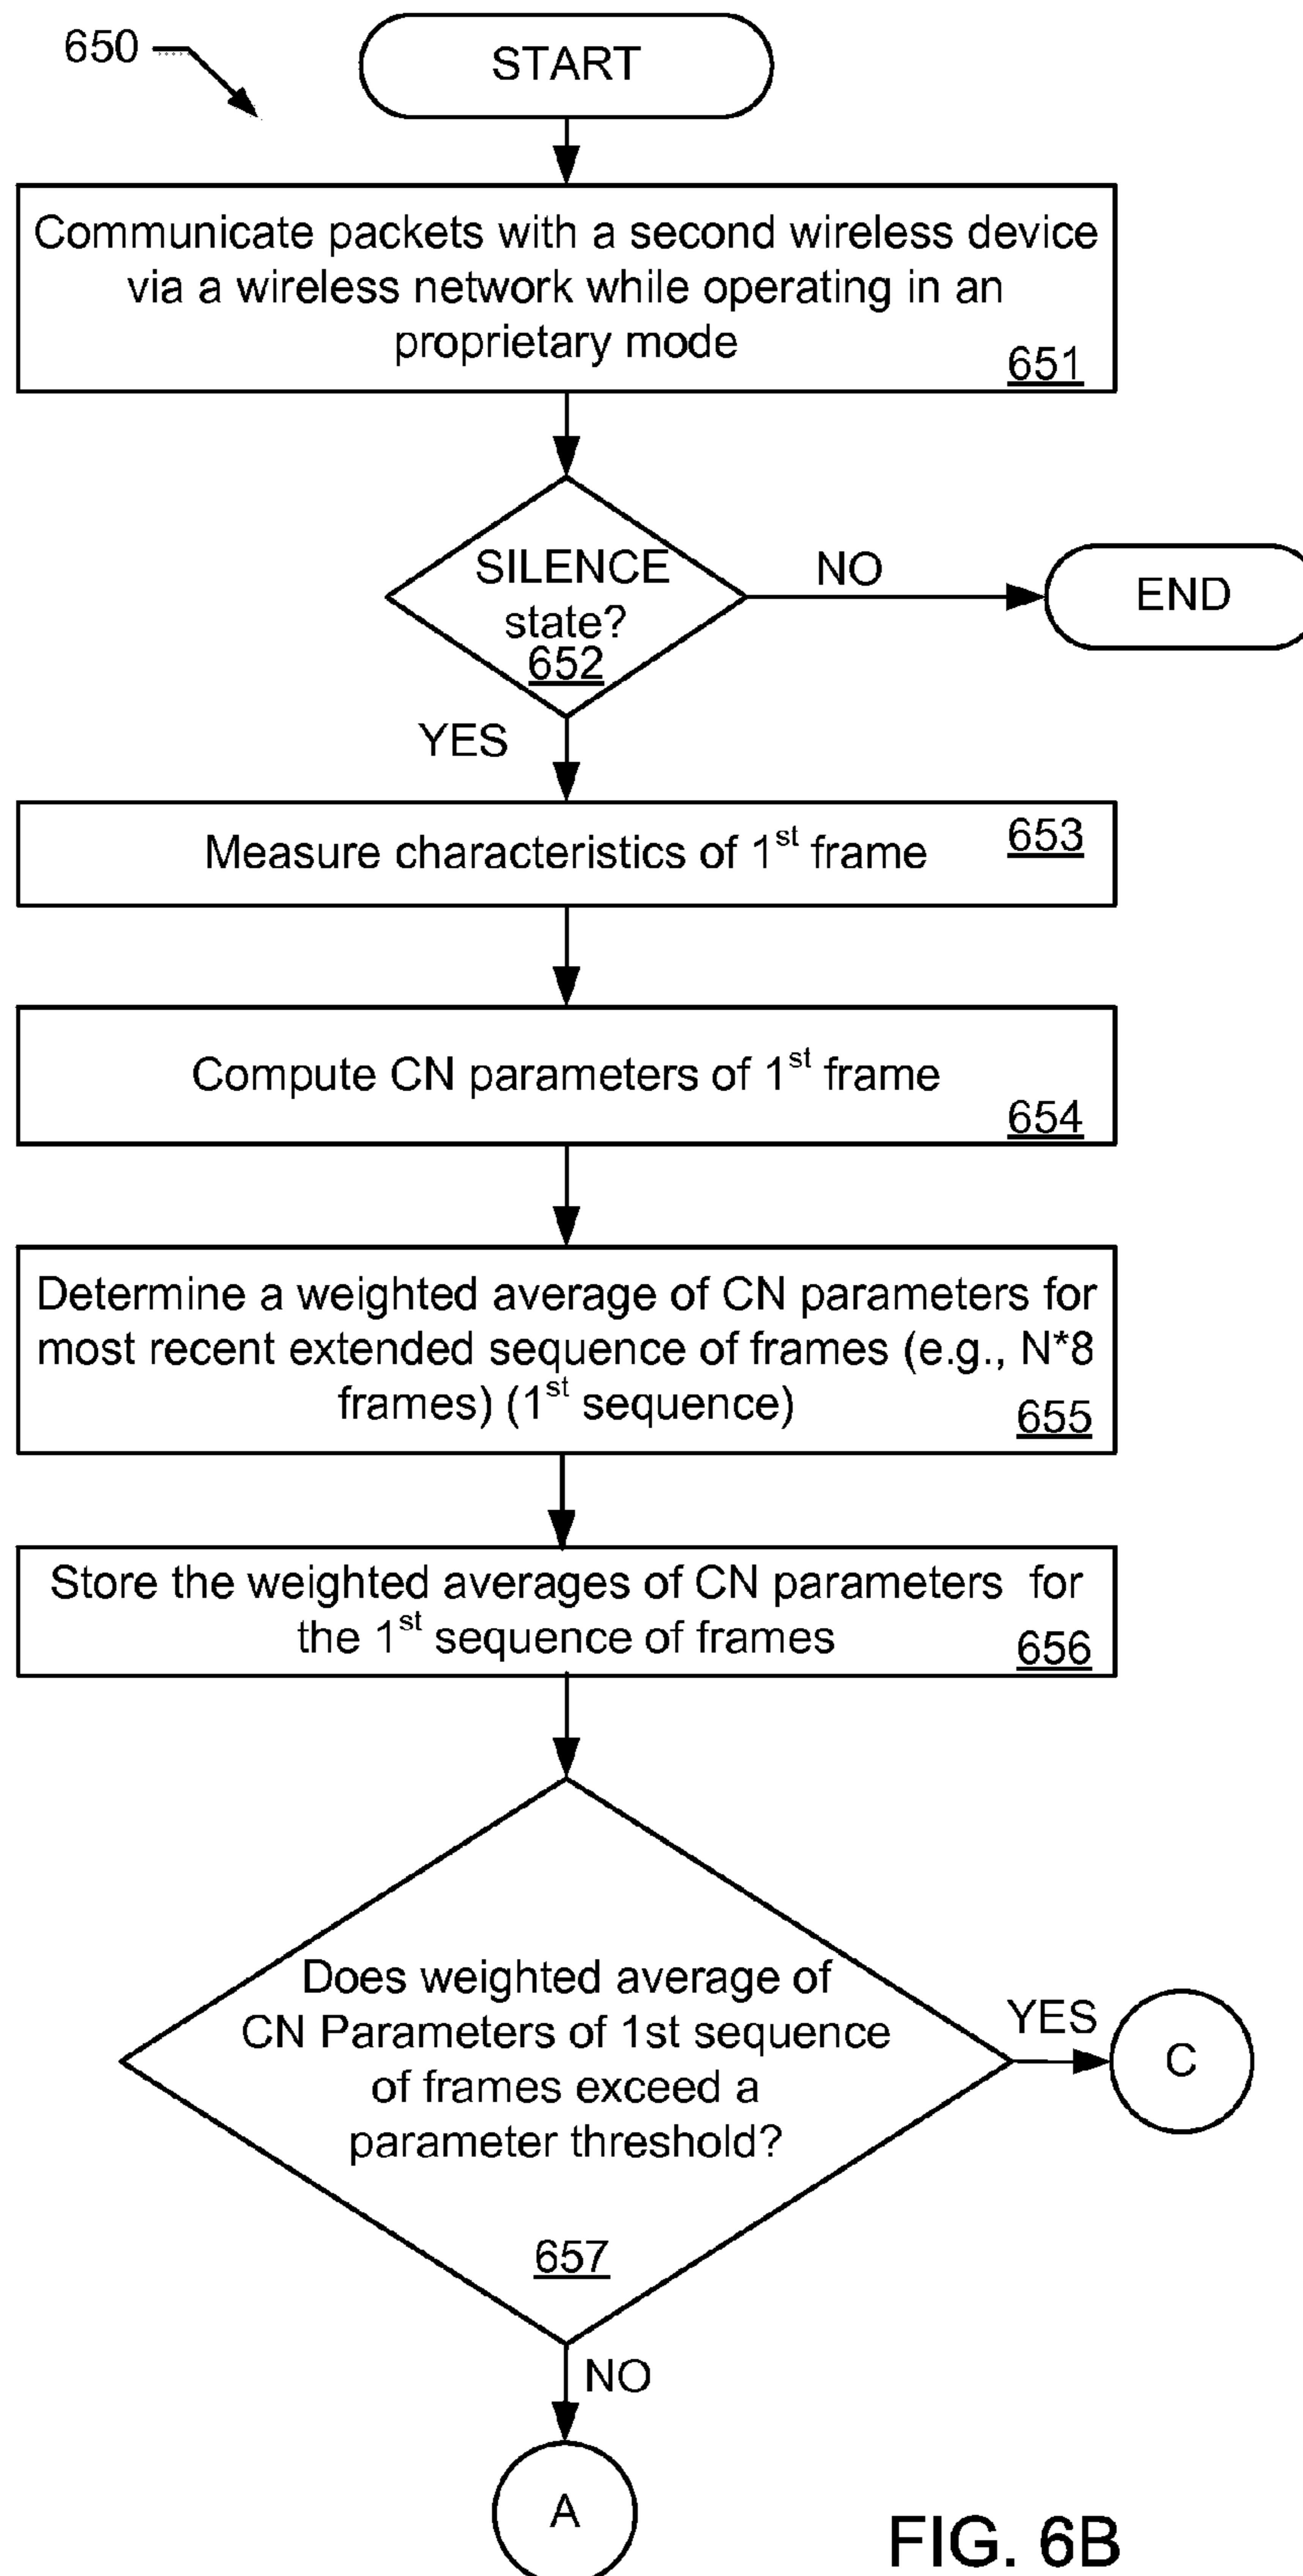 650
START
Communicate packets with a second wireless device
via a wireless network while operating in an
proprietary mode
651
SILENCE
state?
652
NO
END
YES
Measure characteristics of 1st frame
653
Compute CN parameters of 1st frame
654
Determine a weighted average of CN parameters for
most recent extended sequence of frames (e.g., N*8
frames) (1st sequence)
655
Store the weighted averages of CN parameters for
the 1st sequence of frames
656
Does weighted average of
CN Parameters of 1st sequence
of frames exceed a
parameter threshold?
657
YES
C
NO
A
FIG. 6B